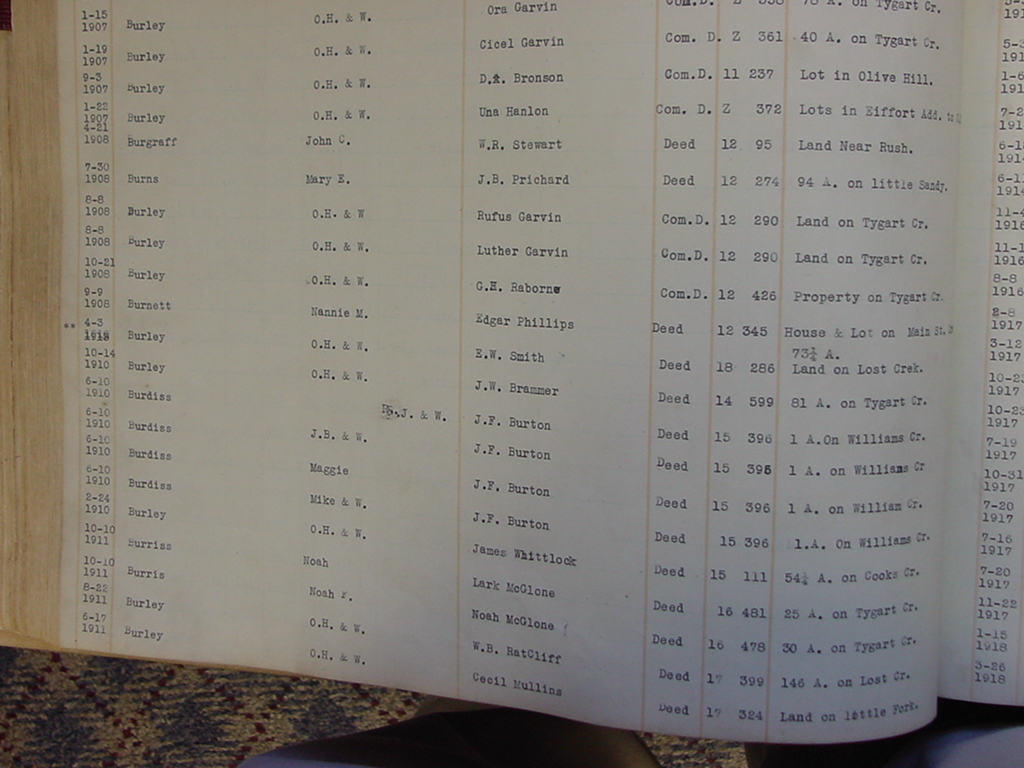 1-15 1907 Burley O.H. & W. Ora Garvin Com.D. Z A. on Tygart Cr.
1-19 1907 Burley O.H. & W. Cicel Garvin Com. D. Z 361 40 A. on Tygart Cr.
9-3 1907 Burley O.H. & W. Bronson Com.D. 11 237 Lot in Olive Hill.
1-22 1907 Burley O.H. & W. Una Hanlon Com. D. Z 372 Lots in Eiffort Add. to
4-21 1908 Burgraff John C. W.R. Stewart Deed 12 95 Land Near Rush.
7-30 1908 Burns Mary E. J.B. Prichard Deed 12 274 94 A. on little Sandy.
8-8 1908 Burley O.H. & W Rufus Garvin Com.D. 12 290 Land on Tygart Cr.
8-8 1908 Burley O.H. & W. Luther Garvin Com.D. 12 290 Land on Tygart Cr.
10-21 1908 Burley O.H. & W. G.H. Raborne Com.D. 12 426 Property on Tygart Cr.
9-9 1908 Burnett Nannie M. Edgar Phillips Deed 12 345 House & Lot on Main St.
** 4-3 Burley O.H. & W. E.W. Smith Deed 18 286 73¾ A. Land on Lost Crek.
10-14 1910 Burley O.H. & W. J.W. Brammer Deed 14 599 81 A. on Tygart Cr.
6-10 1910 Burdiss J. & W. J.F. Burton Deed 15 396 1 A.On Williams Cr.
6-10 1910 Burdiss J.B. & W. J.F. Burton Deed 15 396 1 A. on Williams Cr
6-10 1910 Burdiss Maggie J.F. Burton Deed 15 396 1 A. on William Cr.
6-10 1910 Burdiss Mike & W. J.F. Burton Deed 15 396 1.A. On Williams Cr.
2-24 1910 Burley O.H. & W. James Whittlock Deed 15 111 54¼ A. on Cooks Cr.
10-10 1911 Burriss Noah Lark McGlone Deed 16 481 25 A. on Tygart Cr.
10-10 1911 Burris Noah F. Noah McGlone Deed 16 478 30 A. on Tygart Cr.
8-22 1911 Burley O.H. & W. W.B. RatCliff Deed 17 399 146 A. on Lost Cr.
6-17 1911 Burley O.H. & W. Cecil Mullins Deed 17 324 Land on little Fork.